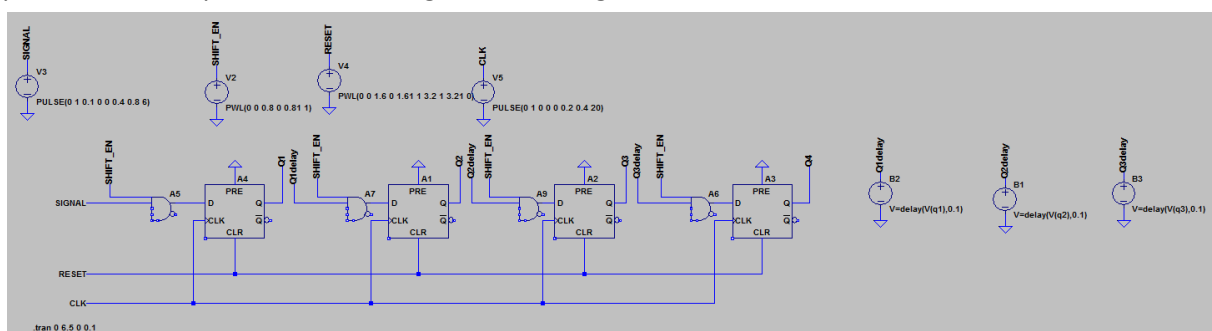 SIGNAL
V3
PULSE(0 1 0.1 0 0 0.4 0.8 6)
SHIFT_EN
V2
PWL(0 0 0.8 0 0.81 1)
RESET
V4
PWL(0 0 1.6 0 1.61 1 3.2 1 3.21 0)
CLK
V5
PULSE(0 1 0 0 0 0.2 0.4 20)
SHIFT_EN
A5
A4
PRE
D
Q
CLK
Q
CLR
Q1
Q1delay
SHIFT_EN
A7
A1
PRE
D
Q
CLK
Q
CLR
Q2
Q2delay
SHIFT_EN
A9
A2
PRE
D
Q
CLK
Q
CLR
Q3
Q3delay
SHIFT_EN
A6
A3
PRE
D
Q
CLK
Q
CLR
Q4
Q1delay
B2
V=delay(V(q1),0.1)
Q2delay
B1
V=delay(V(q2),0.1)
Q3delay
B3
V=delay(V(q3),0.1)
SIGNAL
RESET
CLK
.tran 0 6.5 0 0.1